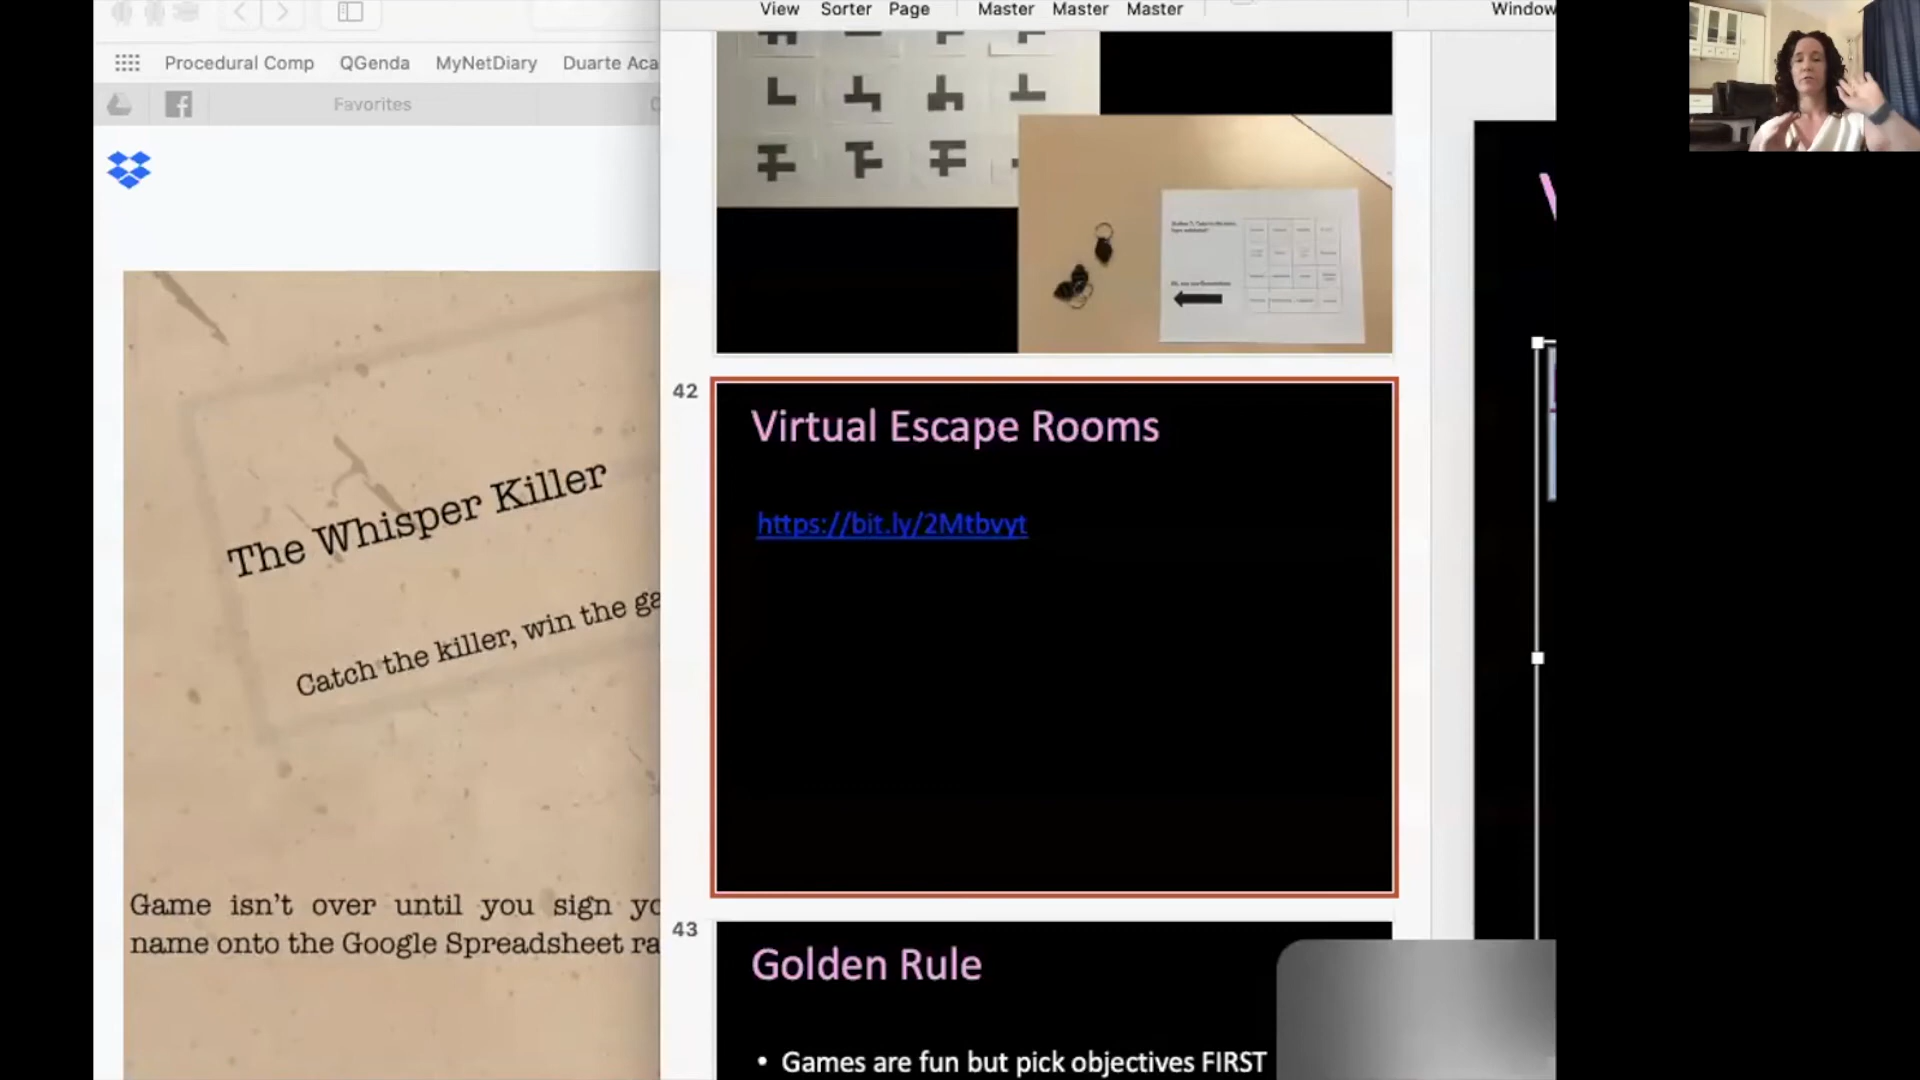 View Sorter Page Master Master Master Window
Procedural Comp QGenda MyNetDiary Duarte Aca
Favorites
The Whisper Killer
Catch the killer, win the ga
Game isn't over until you sign yo
name onto the Google Spreadsheet ra
42
Virtual Escape Rooms
https://bit.ly/2Mtbvyt
43
Golden Rule
• Games are fun but pick objectives FIRST